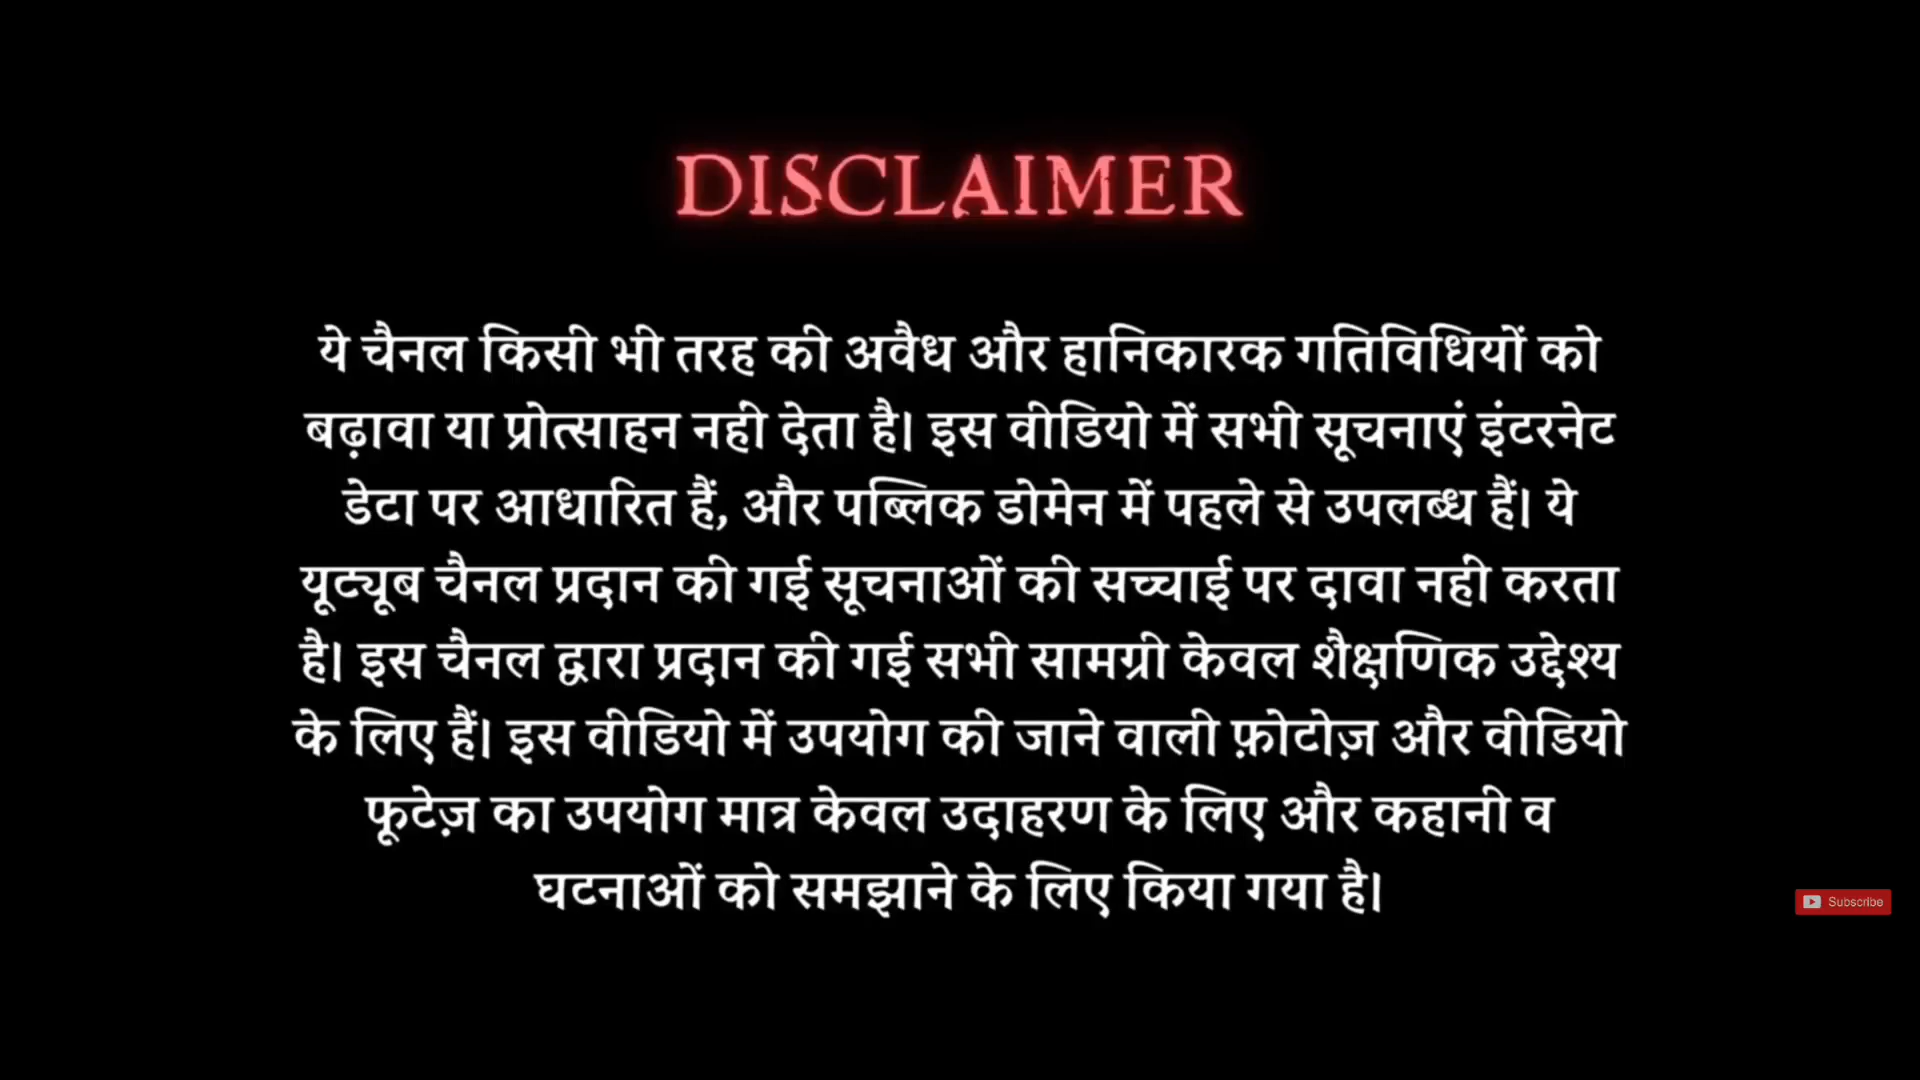 DISCLAIMER
ये चैनल किसी भी तरह की अवैध और हानिकारक गतिविधियों को
बढ़ावा या प्रोत्साहन नही देता है। इस वीडियो में सभी सूचनाएं इंटरनेट
डेटा पर आधारित हैं, और पब्लिक डोमेन में पहले से उपलब्ध हैं। ये
यूट्यूब चैनल प्रदान की गई सूचनाओं की सच्चाई पर दावा नही करता
है। इस चैनल द्वारा प्रदान की गई सभी सामग्री केवल शैक्षणिक उद्देश्य
के लिए हैं। इस वीडियो में उपयोग की जाने वाली फ़ोटोज़ और वीडियो
फूटेज़ का उपयोग मात्र केवल उदाहरण के लिए और कहानी व
घटनाओं को समझाने के लिए किया गया है।
Subscribe